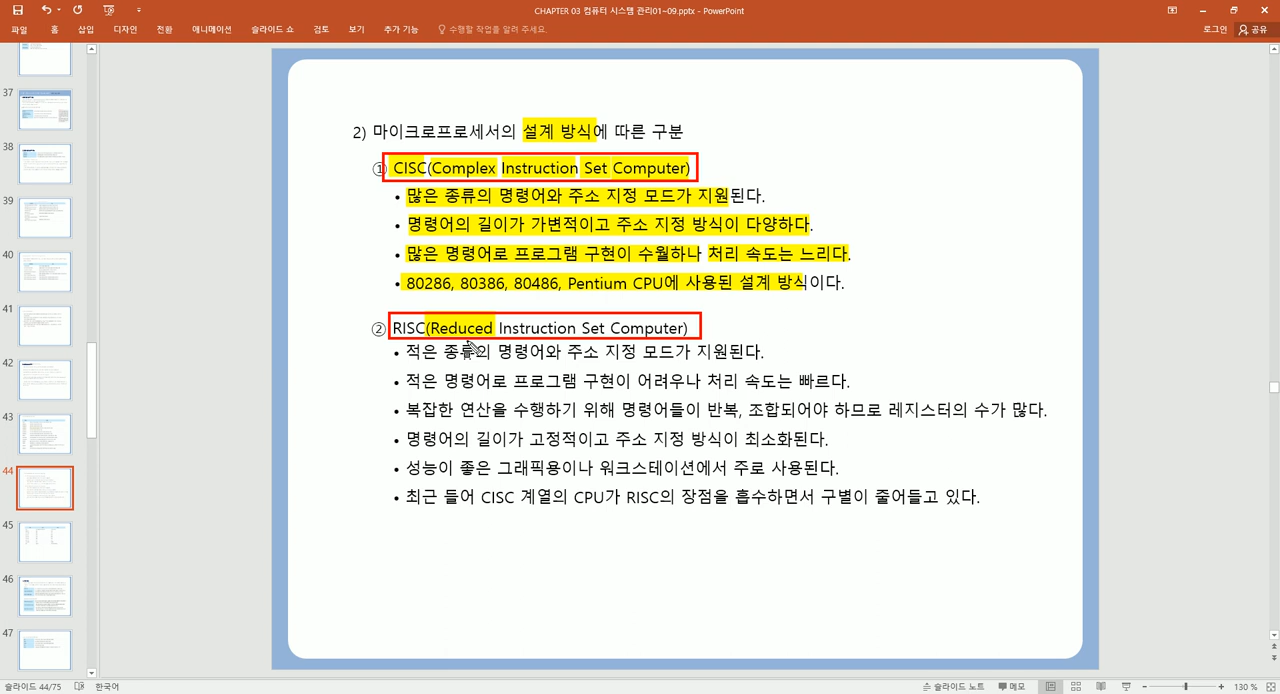 CHAPTER 03 컴퓨터 시스템 관리01~09.pptx - PowerPoint
파일 홈 삽입 디자인 전환 애니메이션 슬라이드 쇼 검토 보기 추가 기능 수행할 작업을 알려 주세요. 로그인 공유
37
38
39
40
41
42
43
44
45
46
47
2) 마이크로프로세서의 설계 방식에 따른 구분
① CISC(Complex Instruction Set Computer)
• 많은 종류의 명령어와 주소 지정 모드가 지원된다.
• 명령어의 길이가 가변적이고 주소 지정 방식이 다양하다.
• 많은 명령어로 프로그램 구현이 수월하나 처리 속도는 느리다.
• 80286, 80386, 80486, Pentium CPU에 사용된 설계 방식이다.
② RISC(Reduced Instruction Set Computer)
• 적은 종류의 명령어와 주소 지정 모드가 지원된다.
• 적은 명령어로 프로그램 구현이 어려우나 처리 속도는 빠르다.
• 복잡한 연산을 수행하기 위해 명령어들이 반복, 조합되어야 하므로 레지스터의 수가 많다.
• 명령어의 길이가 고정적이고 주소 지정 방식이 최소화된다.
• 성능이 좋은 그래픽용이나 워크스테이션에서 주로 사용된다.
• 최근 들어 CISC 계열의 CPU가 RISC의 장점을 흡수하면서 구별이 줄어들고 있다.
슬라이드 44/75 한국어 슬라이드 노트 메모 130 %